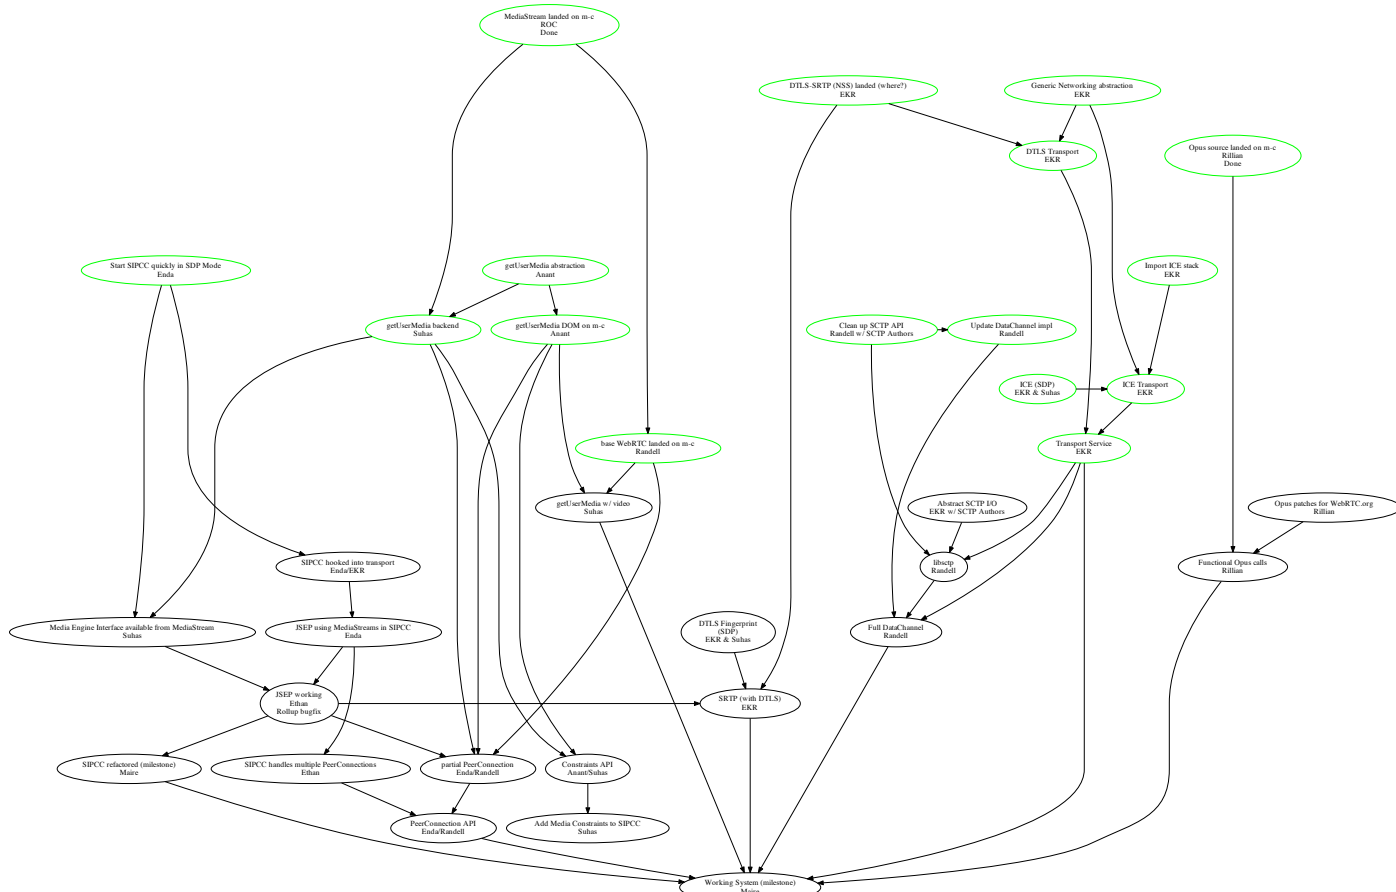 MediaStream landed on m-c
ROC
Done
DTLS-SRTP (NSS) landed (where?)
EKR
Generic Networking abstraction
EKR
DTLS Transport
EKR
Opus source landed on m-c
Rillian
Done
Start SIPCC quickly in SDP Mode
Enda
getUserMedia abstraction
Anant
Import ICE stack
EKR
getUserMedia backend
Suhas
getUserMedia DOM on m-c
Anant
Clean up SCTP API
Randell w/ SCTP Authors
Update DataChannel impl
Randell
ICE (SDP)
EKR & Suhas
ICE Transport
EKR
base WebRTC landed on m-c
Randell
Transport Service
EKR
getUserMedia w/ video
Suhas
Abstract SCTP I/O
EKR w/ SCTP Authors
Opus patches for WebRTC.org
Rillian
SIPCC hooked into transport
Enda/EKR
libsctp
Randell
Functional Opus calls
Rillian
Media Engine Interface available from MediaStream
Suhas
JSEP using MediaStreams in SIPCC
Enda
DTLS Fingerprint
(SDP)
EKR & Suhas
Full DataChannel
Randell
JSEP working
Ethan
Rollup bugfix
SRTP (with DTLS)
EKR
SIPCC refactored (milestone)
Maire
SIPCC handles multiple PeerConnections
Ethan
partial PeerConnection
Enda/Randell
Constraints API
Anant/Suhas
PeerConnection API
Enda/Randell
Add Media Constraints to SIPCC
Suhas
Working System (milestone)
Maire